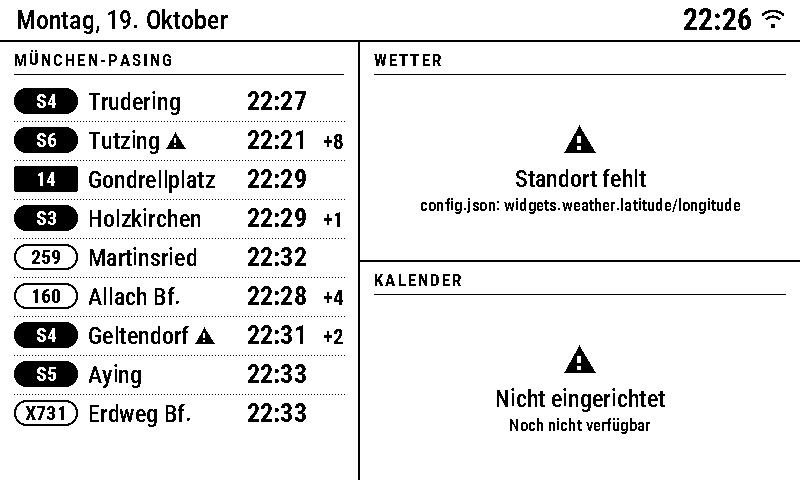 Montag, 19. Oktober
22:26
MÜNCHEN-PASING
S4 Trudering 22:27
S6 Tutzing 22:21 +8
14 Gondrellplatz 22:29
S3 Holzkirchen 22:29 +1
259 Martinsried 22:32
160 Allach Bf. 22:28 +4
S4 Geltendorf 22:31 +2
S5 Aying 22:33
X731 Erdweg Bf. 22:33
WETTER
Standort fehlt
config.json: widgets.weather.latitude/longitude
KALENDER
Nicht eingerichtet
Noch nicht verfügbar